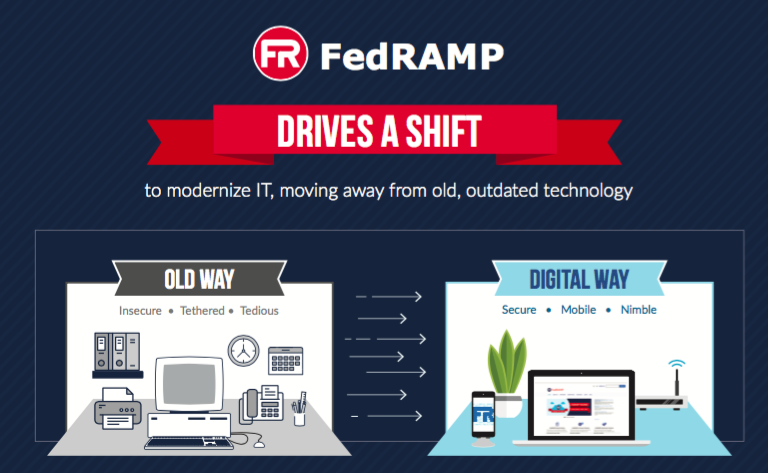 FR FedRAMP
DRIVES A SHIFT
to modernize IT, moving away from old, outdated technology
OLD WAY
Insecure • Tethered • Tedious
DIGITAL WAY
Secure • Mobile • Nimble
FR